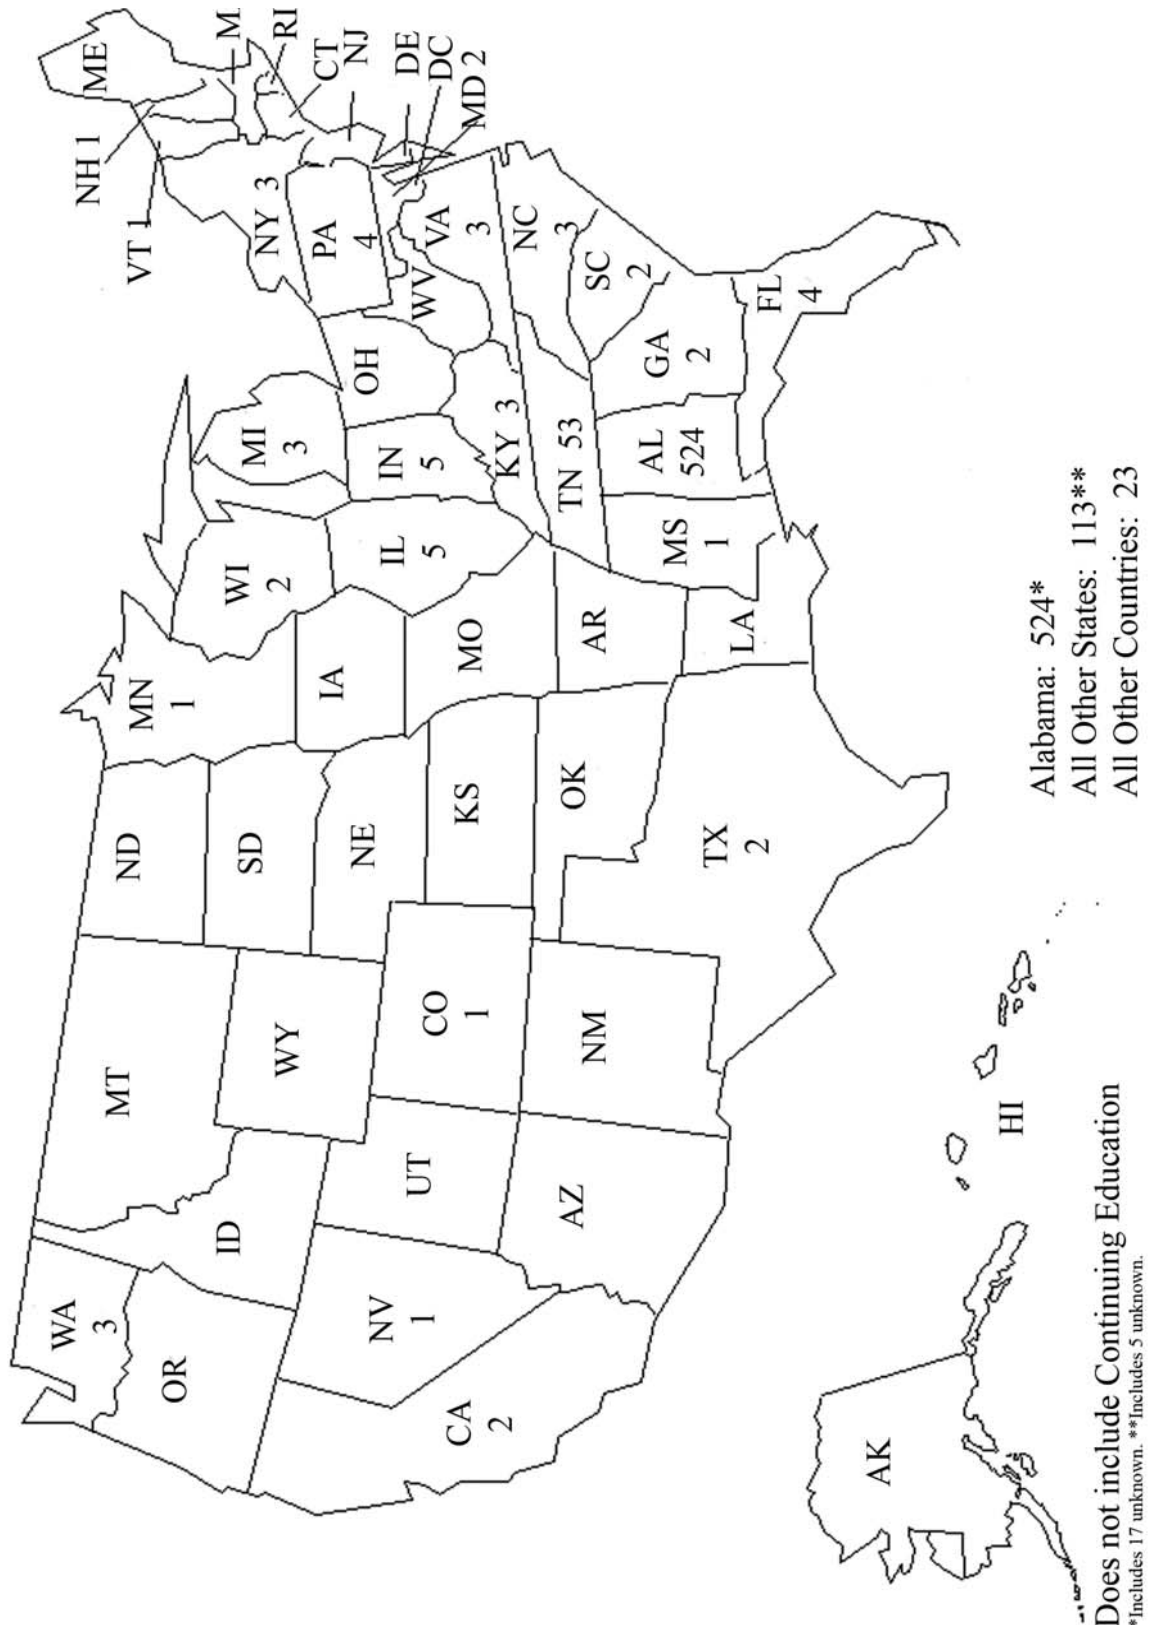 WA
3
OR
CA
2
NV
1
ID
MT
WY
UT
AZ
CO
1
NM
ND
SD
NE
KS
OK
TX
2
MN
1
IA
MO
AR
LA
WI
2
IL
5
MI
3
IN
5
OH
KY 3
TN 53
MS
1
AL
524
GA
2
FL
4
SC
2
NC
3
VA
3
WV
PA
4
NY 3
VT 1
NH 1
ME
M
RI
CT
NJ
DE
DC
MD 2
AK
HI
Alabama: 524*
All Other States: 113**
All Other Countries: 23
Does not include Continuing Education
*Includes 17 unknown. **Includes 5 unknown.